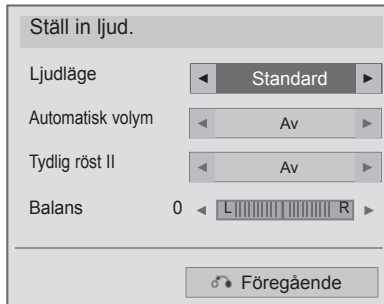 Ställ in ljud.
Ljudläge ◄ Standard ►
Automatisk volym ◄ Av ►
Tydlig röst II ◄ Av ►
Balans 0 ◄ L R ►
Föregående